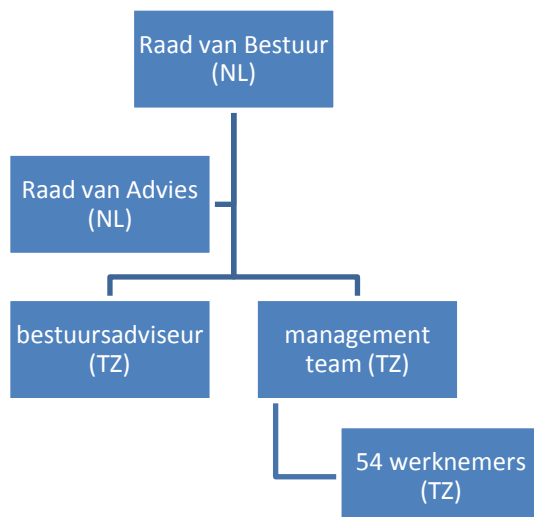 Raad van Bestuur
(NL)
Raad van Advies
(NL)
bestuursadviseur
(TZ)
management
team (TZ)
54 werknemers
(TZ)